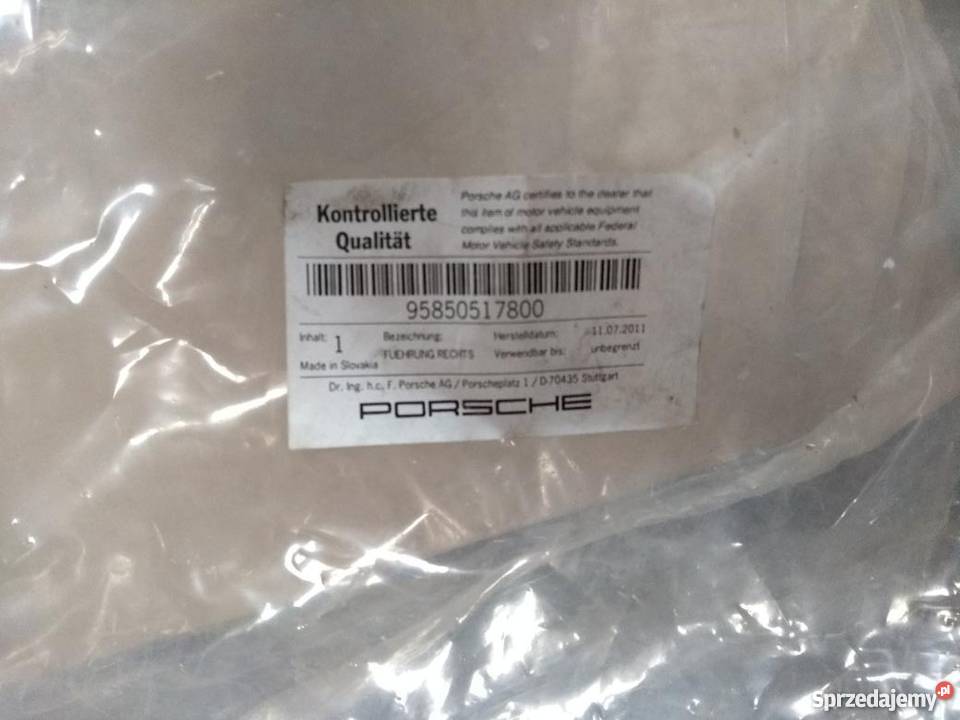 Kontrollierte
Qualität
Porsche AG certifies to the dealer that
this item of motor vehicle equipment
complies with all applicable Federal
Motor Vehicle Safety Standards.
95850517800
Inhalt: 1 Bezeichnung: Herstelldatum: 11.07.2011
FUEHRUNG RECHTS Verwendbar bis: unbegrenzt
Made in Slovakia
Dr. Ing. h.c. F. Porsche AG / Porscheplatz 1 / D-70435 Stuttgart
PORSCHE
Sprzedajemy.pl